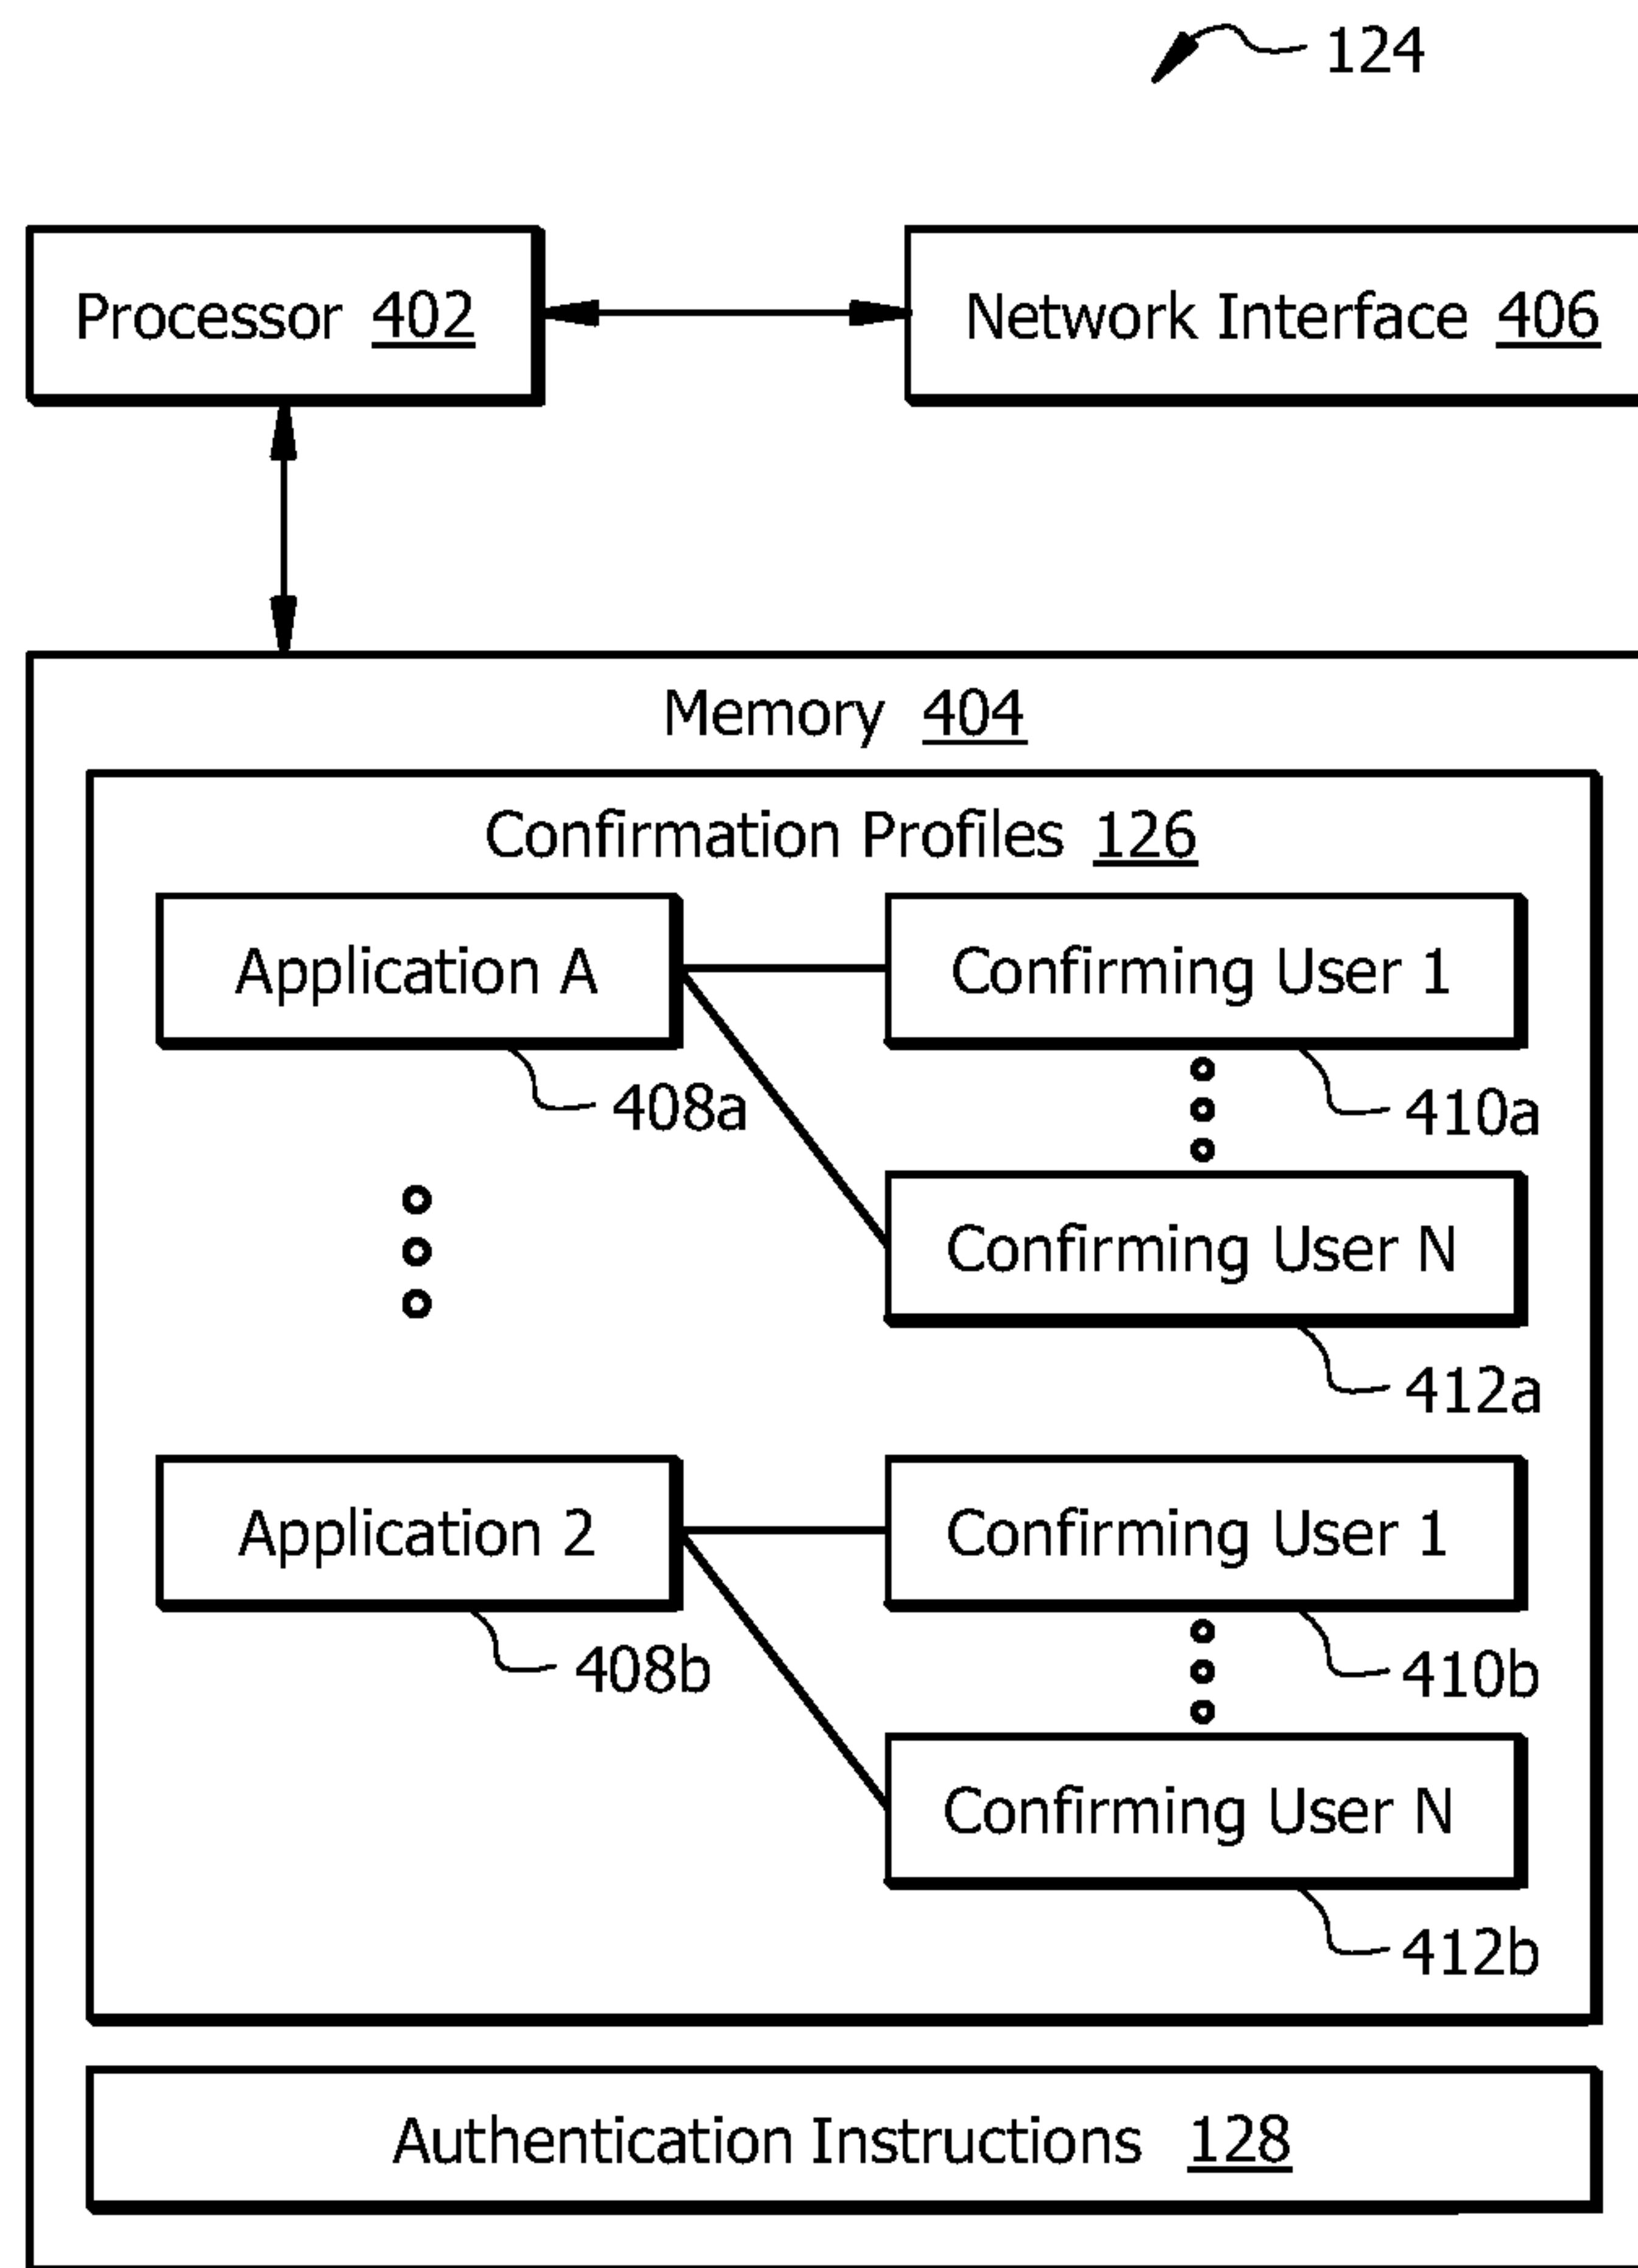 124
Processor 402
Network Interface 406
Memory 404
Confirmation Profiles 126
Application A
Confirming User 1
408a
410a
Confirming User N
412a
Application 2
Confirming User 1
408b
410b
Confirming User N
412b
Authentication Instructions 128